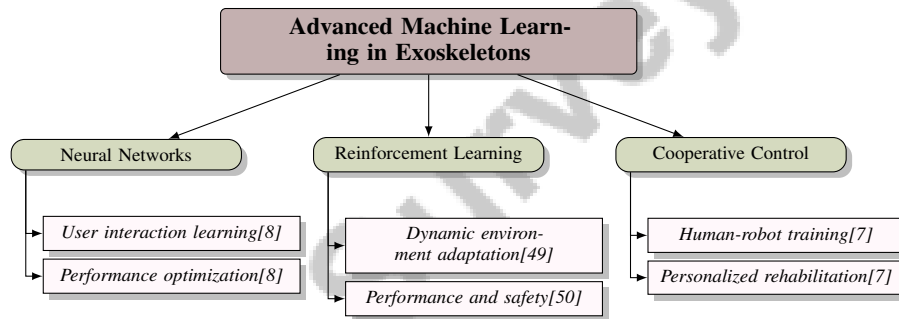 Advanced Machine Learn-
ing in Exoskeletons
Neural Networks
Reinforcement Learning
Cooperative Control
User interaction learning[8]
Performance optimization[8]
Dynamic environ-
ment adaptation[49]
Performance and safety[50]
Human-robot training[7]
Personalized rehabilitation[7]
survey